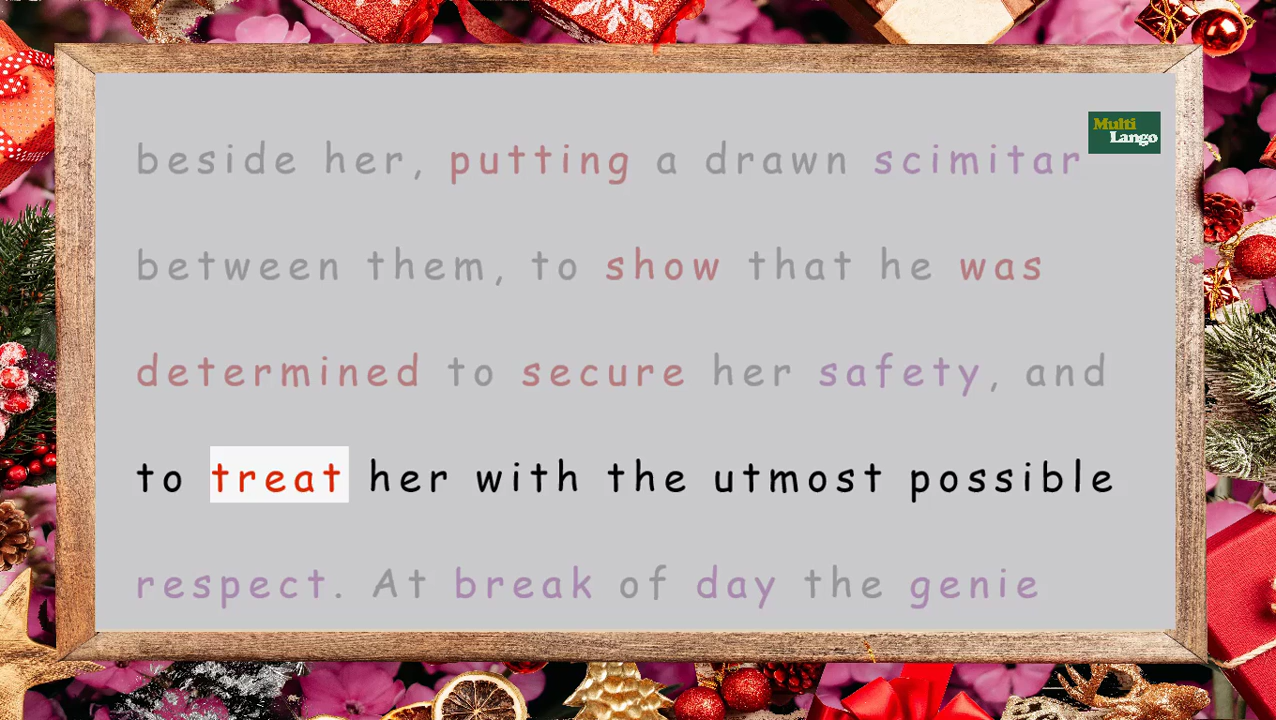 Multi
Lango
beside her, putting a drawn scimitar
between them, to show that he was
determined to secure her safety, and
to treat her with the utmost possible
respect. At break of day the genie